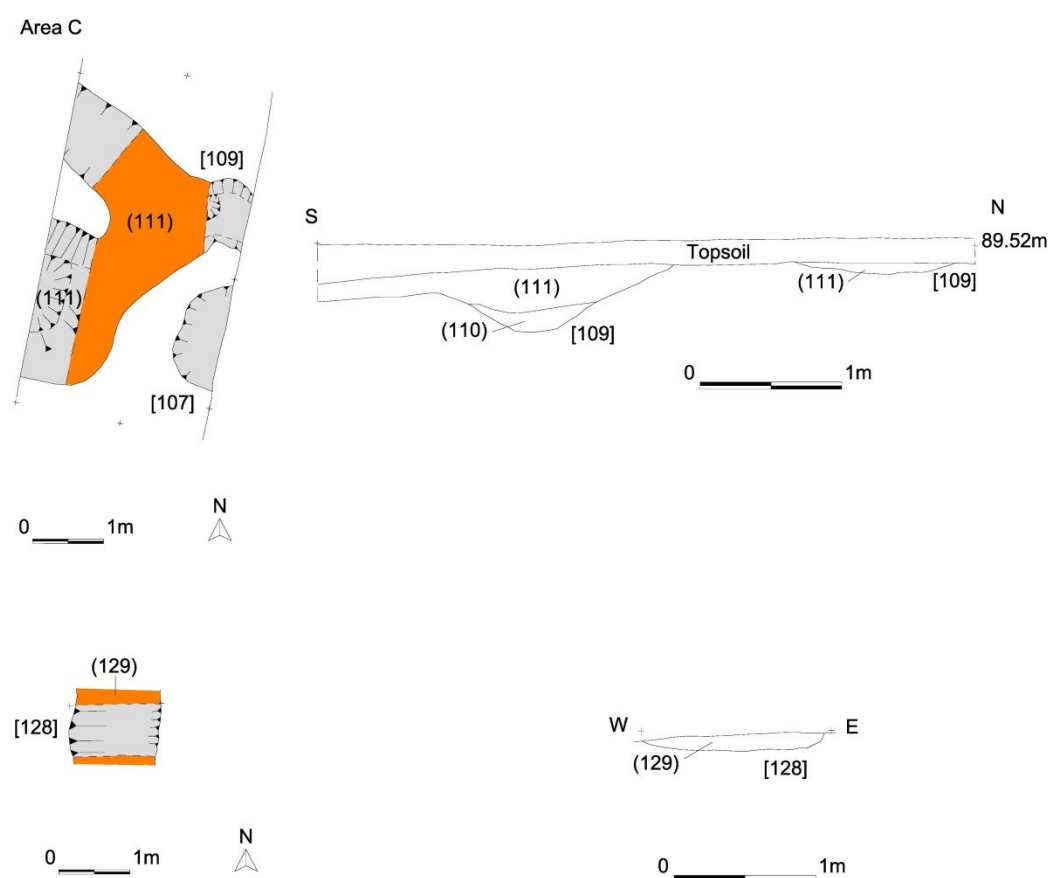 Area C
[109]
(111)
(111)
[107]
N
0 1m
S
N
89.52m
Topsoil
(111)
(110)
[109]
(111)
[109]
0 1m
(129)
[128]
N
0 1m
W
E
(129)
[128]
0 1m